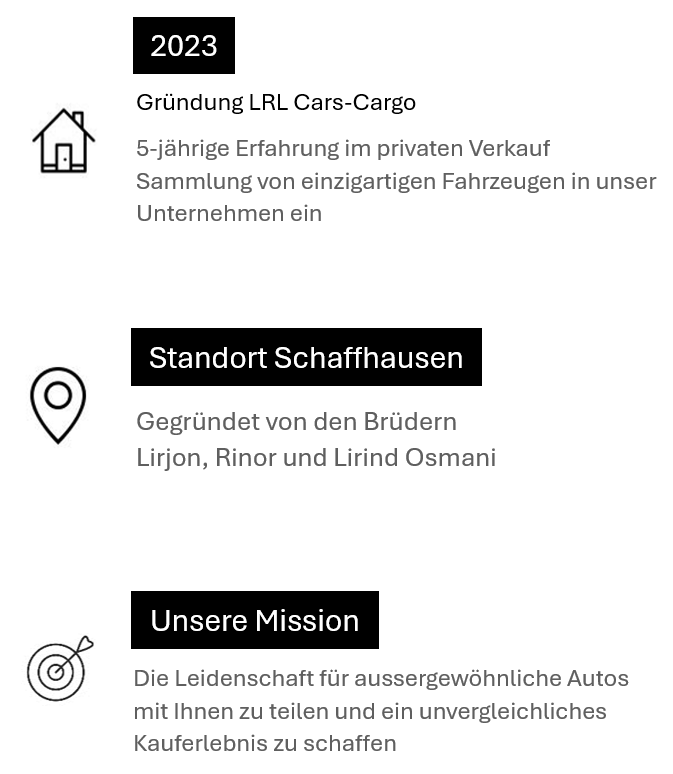 2023
Gründung LRL Cars-Cargo
5-jährige Erfahrung im privaten Verkauf
Sammlung von einzigartigen Fahrzeugen in unser
Unternehmen ein
Standort Schaffhausen
Gegründet von den Brüdern
Lirjon, Rinor und Lirind Osmani
Unsere Mission
Die Leidenschaft für aussergewöhnliche Autos
mit Ihnen zu teilen und ein unvergleichliches
Kauferlebnis zu schaffen